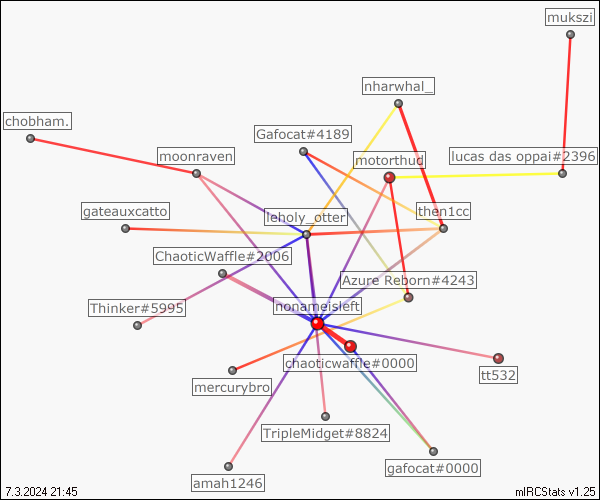 mukszi
nharwhal_
chobham.
Gafocat#4189
moonraven
motorthud
lucas das oppai#2396
gateauxcatto
leholy_otter
then1cc
ChaoticWaffle#2006
Azure Reborn#4243
Thinker#5995
nonameisleft
chaoticwaffle#0000
tt532
mercurybro
TripleMidget#8824
gafocat#0000
amah1246
7.3.2024 21:45
mIRCStats v1.25